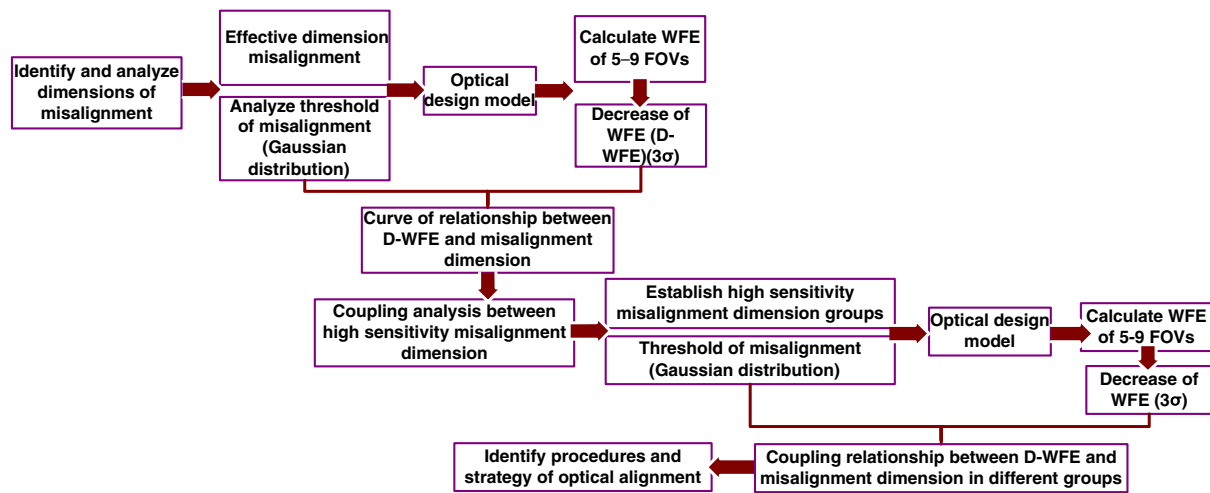 Identify and analyze
dimensions of
misalignment
Effective dimension
misalignment
Analyze threshold
of misalignment
(Gaussian
distribution)
Optical
design model
Calculate WFE
of 5–9 FOVs
Decrease of
WFE (D-
WFE)(3σ)
Curve of relationship between
D-WFE and misalignment
dimension
Coupling analysis between
high sensitivity misalignment
dimension
Establish high sensitivity
misalignment dimension groups
Threshold of misalignment
(Gaussian distribution)
Optical design
model
Calculate WFE
of 5-9 FOVs
Decrease of
WFE (3σ)
Coupling relationship between D-WFE and
misalignment dimension in different groups
Identify procedures and
strategy of optical alignment